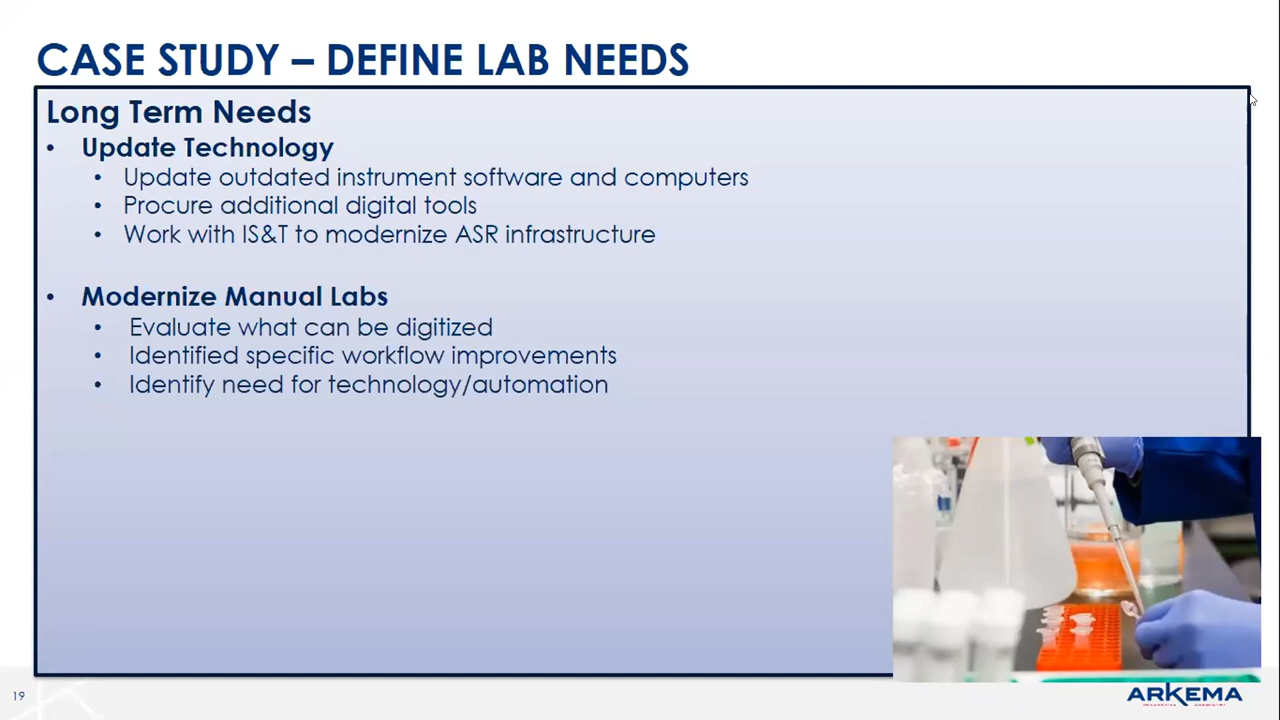 CASE STUDY – DEFINE LAB NEEDS
Long Term Needs
• Update Technology
• Update outdated instrument software and computers
• Procure additional digital tools
• Work with IS&T to modernize ASR infrastructure
• Modernize Manual Labs
• Evaluate what can be digitized
• Identified specific workflow improvements
• Identify need for technology/automation
19
ARKEMA